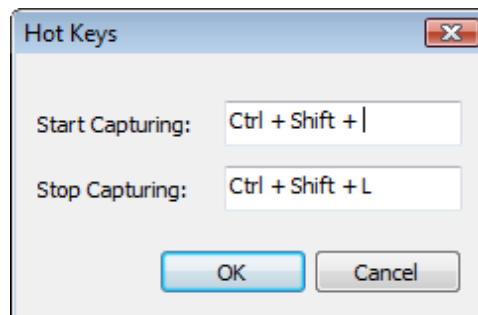 Hot Keys
Start Capturing: Ctrl + Shift +
Stop Capturing: Ctrl + Shift + L
OK Cancel